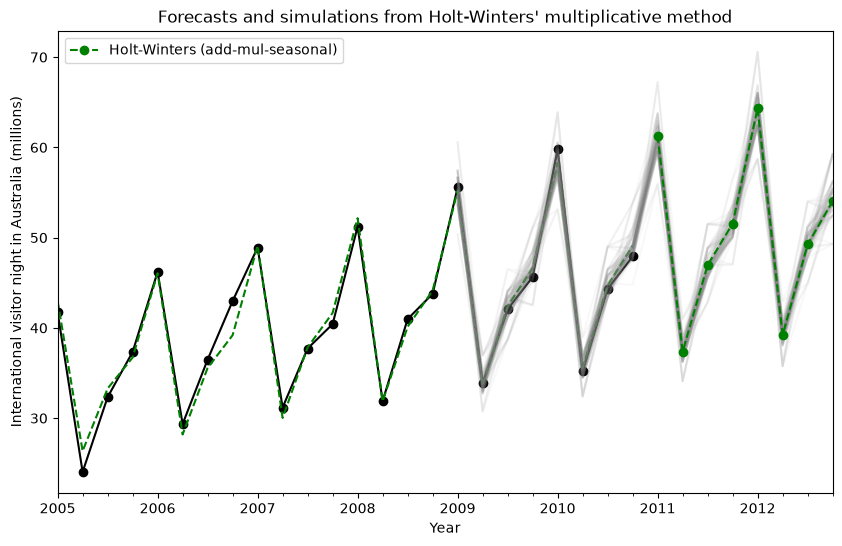 Forecasts and simulations from Holt-Winters' multiplicative method
Holt-Winters (add-mul-seasonal)
International visitor night in Australia (millions)
70
60
50
40
30
2005 2006 2007 2008 2009 2010 2011 2012
Year